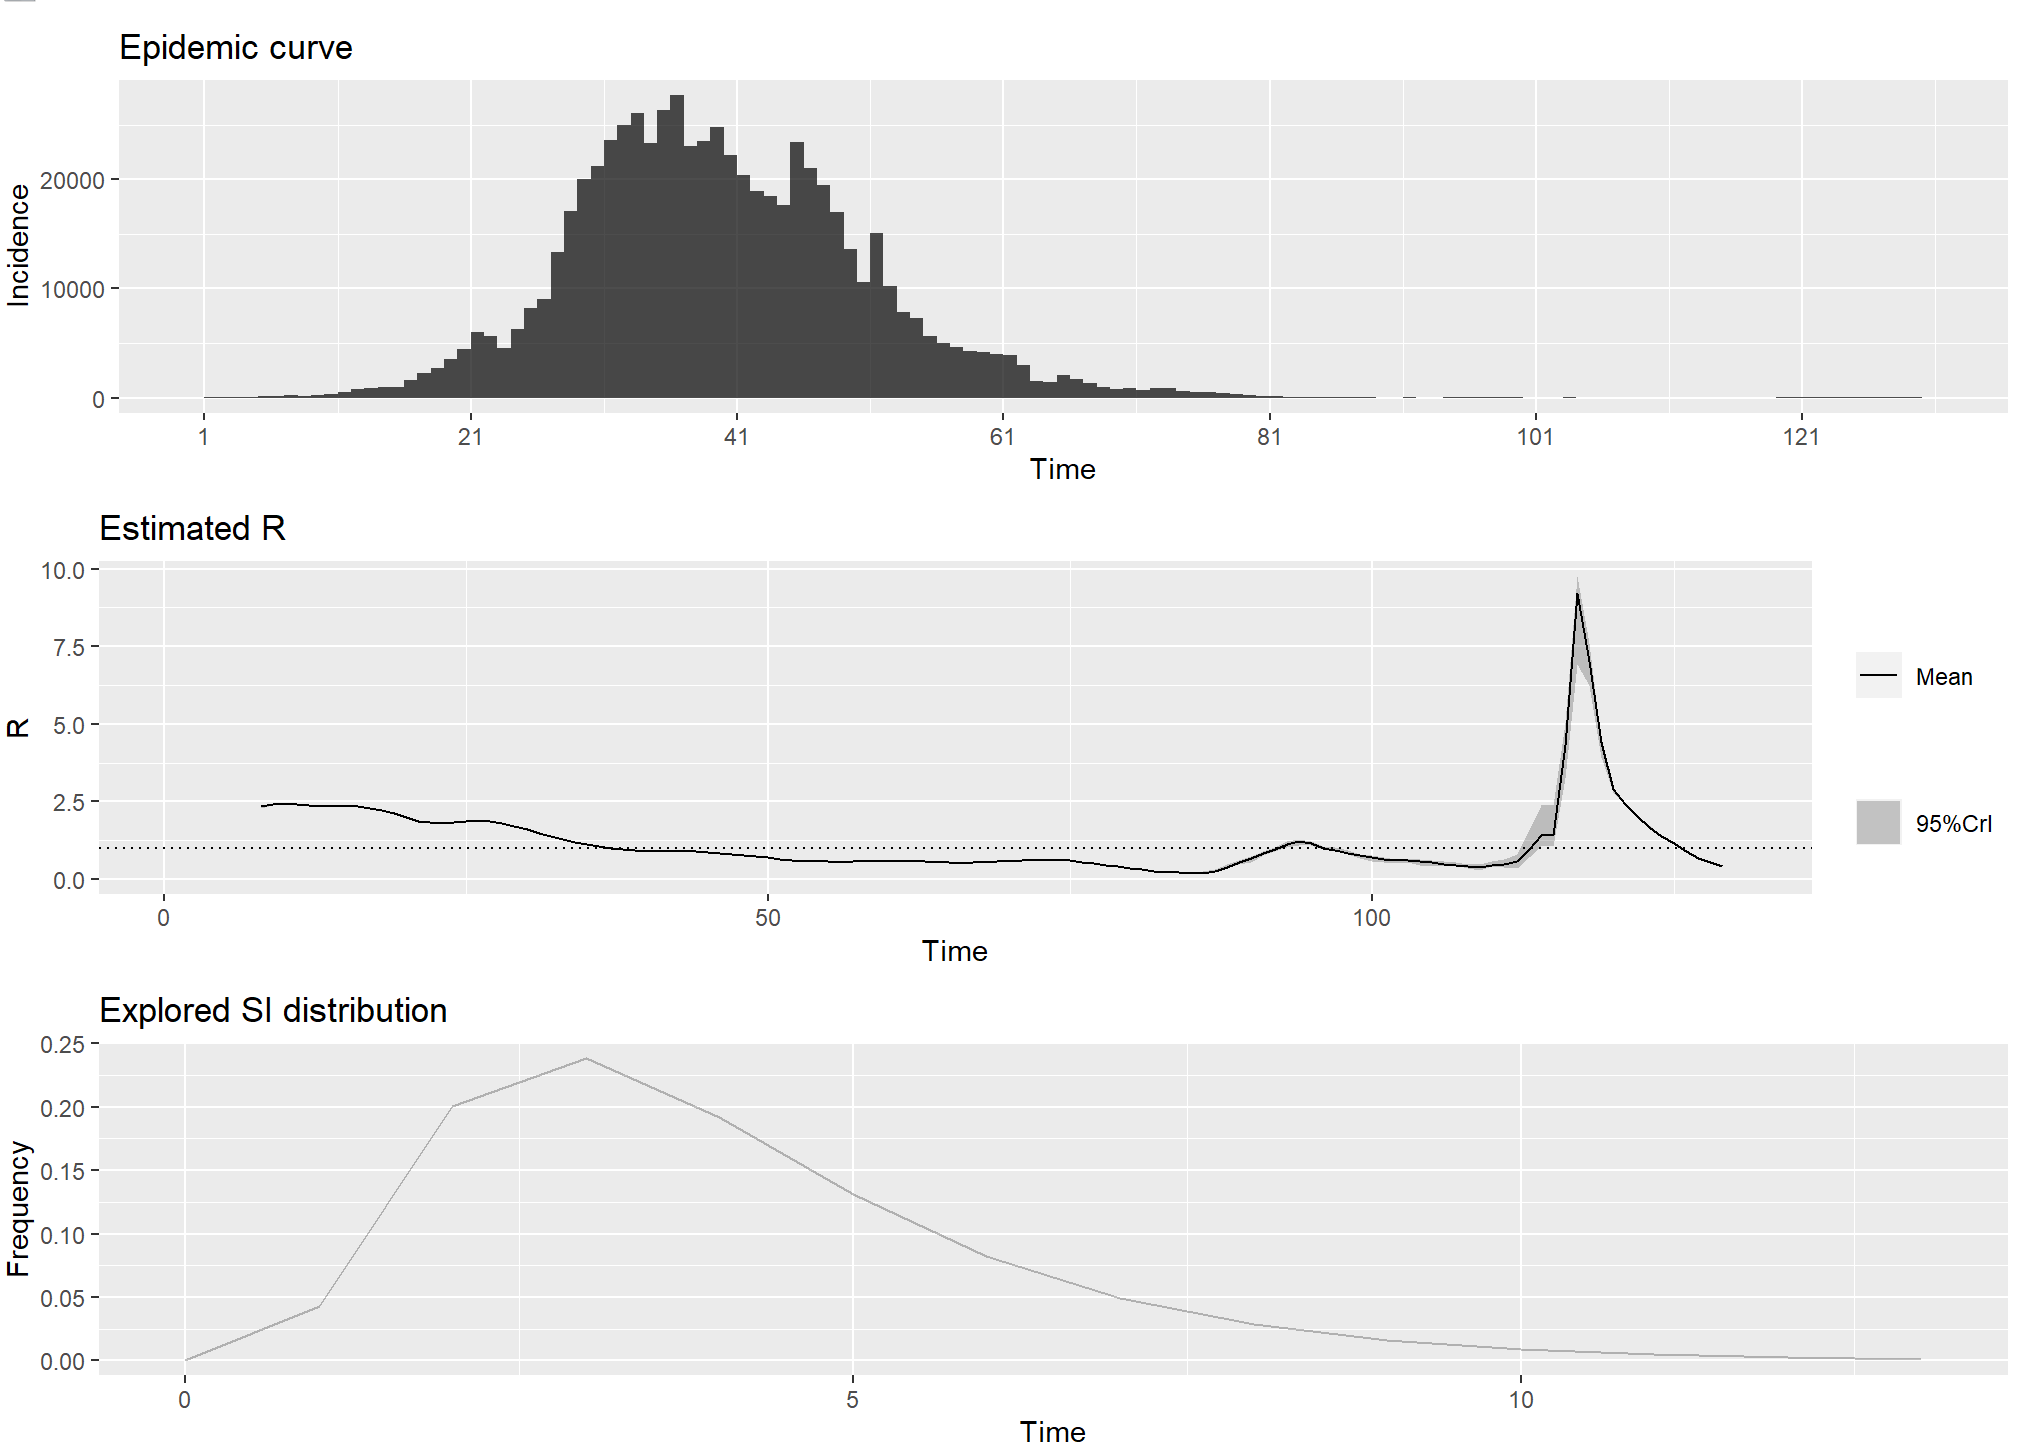 Epidemic curve
Incidence
20000
10000
0
1 21 41 61 81 101 121
Time
Estimated R
R
10.0
7.5
5.0
2.5
0.0
0 50 100
Time
Mean
95%CrI
Explored SI distribution
Frequency
0.25
0.20
0.15
0.10
0.05
0.00
0 5 10
Time